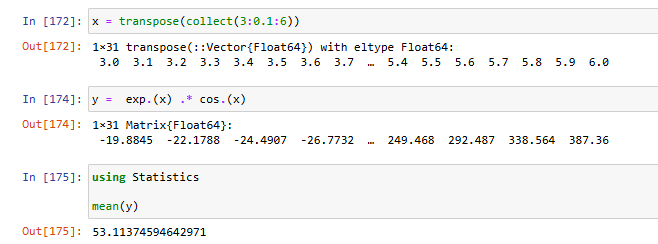 In [172]: x = transpose(collect(3:0.1:6))
Out[172]: 1×31 transpose(::Vector{Float64}) with eltype Float64:
3.0 3.1 3.2 3.3 3.4 3.5 3.6 3.7 … 5.4 5.5 5.6 5.7 5.8 5.9 6.0
In [174]: y = exp.(x) .* cos.(x)
Out[174]: 1×31 Matrix{Float64}:
-19.8845 -22.1788 -24.4907 -26.7732 … 249.468 292.487 338.564 387.36
In [175]: using Statistics
mean(y)
Out[175]: 53.11374594642971